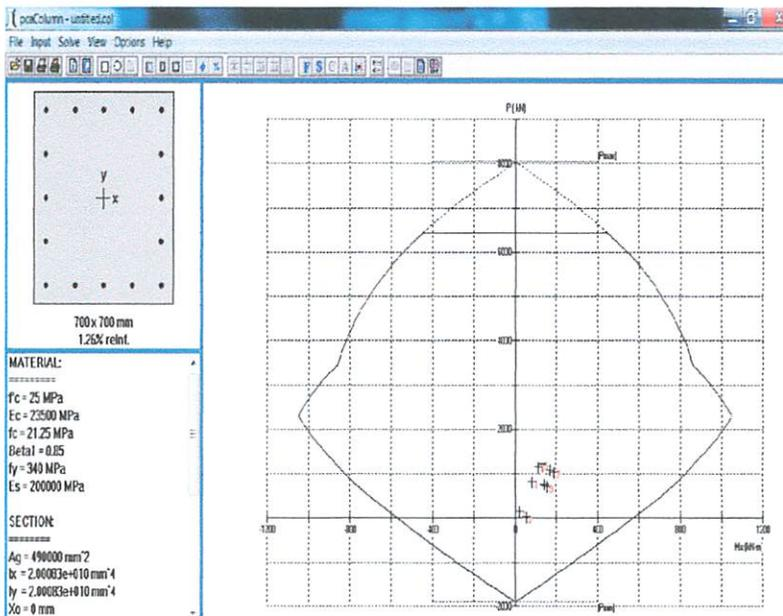 pcaColumn - untitled.col
File Input Solve View Options Help
y
x
700 x 700 mm
1.26% reinf.
MATERIAL:
=======
f'c = 25 MPa
Ec = 23500 MPa
fc = 21.25 MPa
Beta1 = 0.85
fy = 340 MPa
Es = 200000 MPa
SECTION:
=======
Ag = 490000 mm^2
Ix = 2.00083e+010 mm^4
Iy = 2.00083e+010 mm^4
Xo = 0 mm
P (kN)
8000
(Pmax)
6000
4000
2000
-1200
-800
-400
0
400
800
1200
Mx (kN-m)
-2000
(Pmin)